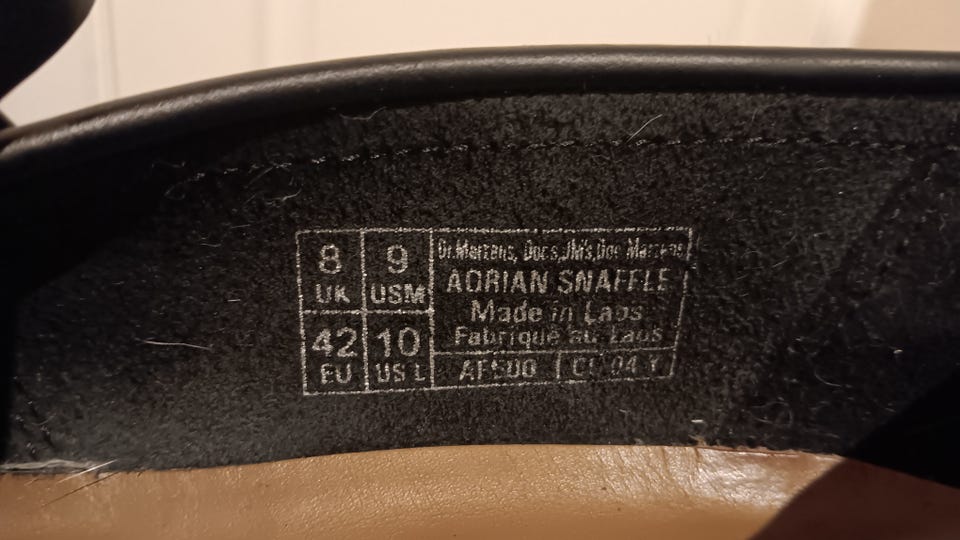 8 UK
9 USM
42 EU
10 US L
Dr.Martens, Docs, DM's, Doc Martens
ADRIAN SNAFFLE
Made in Laos
Fabriqué au Laos
04 Y